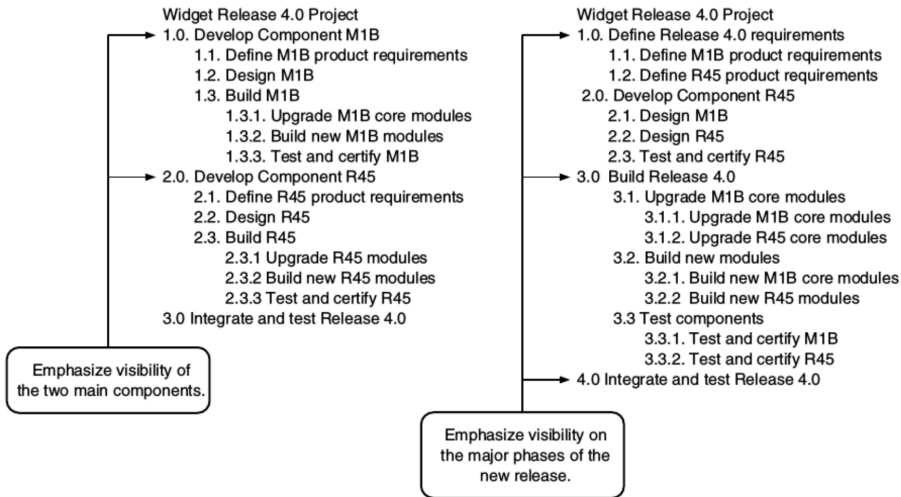 Widget Release 4.0 Project
1.0. Develop Component M1B
1.1. Define M1B product requirements
1.2. Design M1B
1.3. Build M1B
1.3.1. Upgrade M1B core modules
1.3.2. Build new M1B modules
1.3.3. Test and certify M1B
2.0. Develop Component R45
2.1. Define R45 product requirements
2.2. Design R45
2.3. Build R45
2.3.1 Upgrade R45 modules
2.3.2 Build new R45 modules
2.3.3 Test and certify R45
3.0 Integrate and test Release 4.0
Emphasize visibility of
the two main components.
Widget Release 4.0 Project
1.0. Define Release 4.0 requirements
1.1. Define M1B product requirements
1.2. Define R45 product requirements
2.0. Develop Component R45
2.1. Design M1B
2.2. Design R45
2.3. Test and certify R45
3.0 Build Release 4.0
3.1. Upgrade M1B core modules
3.1.1. Upgrade M1B core modules
3.1.2. Upgrade R45 core modules
3.2. Build new modules
3.2.1. Build new M1B core modules
3.2.2 Build new R45 modules
3.3 Test components
3.3.1. Test and certify M1B
3.3.2. Test and certify R45
4.0 Integrate and test Release 4.0
Emphasize visibility on
the major phases of the
new release.